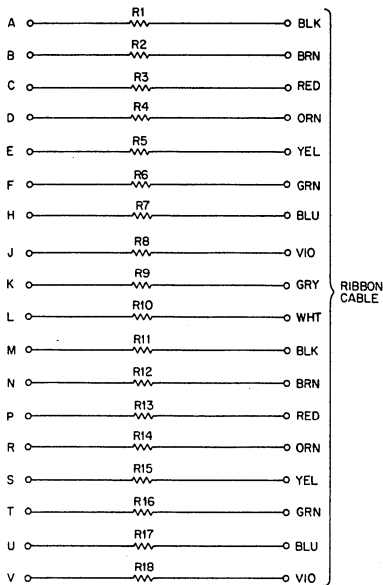 R1
A BLK
R2
B BRN
R3
C RED
R4
D ORN
R5
E YEL
R6
F GRN
R7
H BLU
R8
J VIO
R9
K GRY
R10
L WHT
R11
M BLK
R12
N BRN
R13
P RED
R14
R ORN
R15
S YEL
R16
T GRN
R17
U BLU
R18
V VIO
RIBBON
CABLE